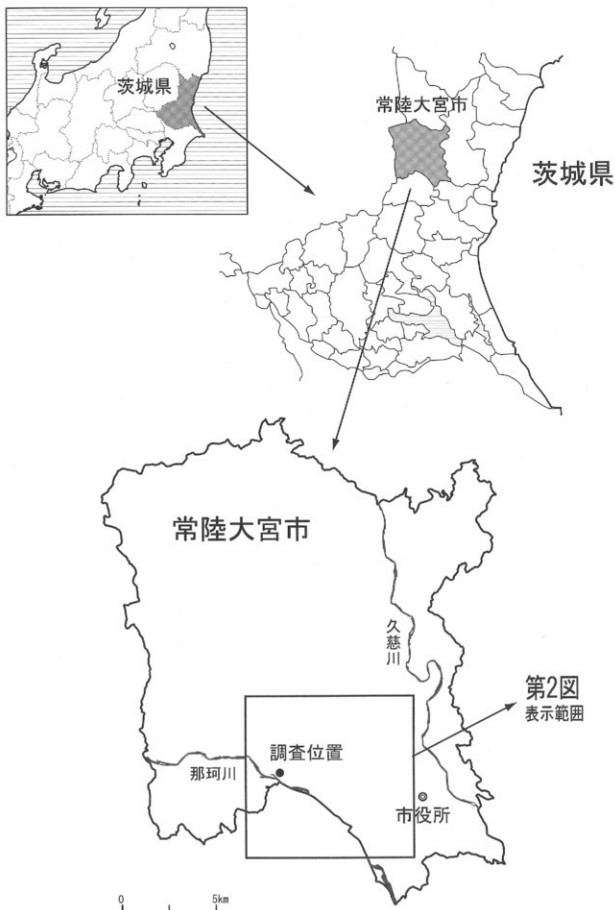 茨城県
常陸大宮市
茨城県
常陸大宮市
久慈川
第2図
表示範囲
調査位置
那珂川
市役所
0 5km